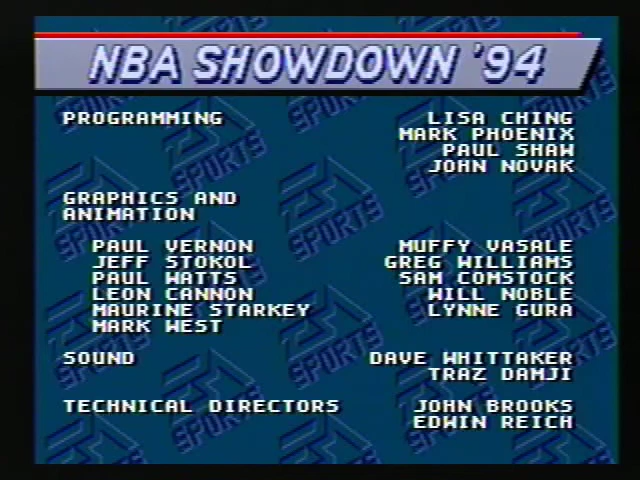 NBA SHOWDOWN '94
PROGRAMMING
LISA CHING
MARK PHOENIX
PAUL SHAW
JOHN NOVAK
GRAPHICS AND
ANIMATION
PAUL VERNON
JEFF STOKOL
PAUL WATTS
LEON CANNON
MAURINE STARKEY
MARK WEST
MUFFY VASALE
GREG WILLIAMS
SAM COMSTOCK
WILL NOBLE
LYNNE GURA
SOUND
DAVE WHITTAKER
TRAZ DAMJI
TECHNICAL DIRECTORS
JOHN BROOKS
EDWIN REICH
EA SPORTS